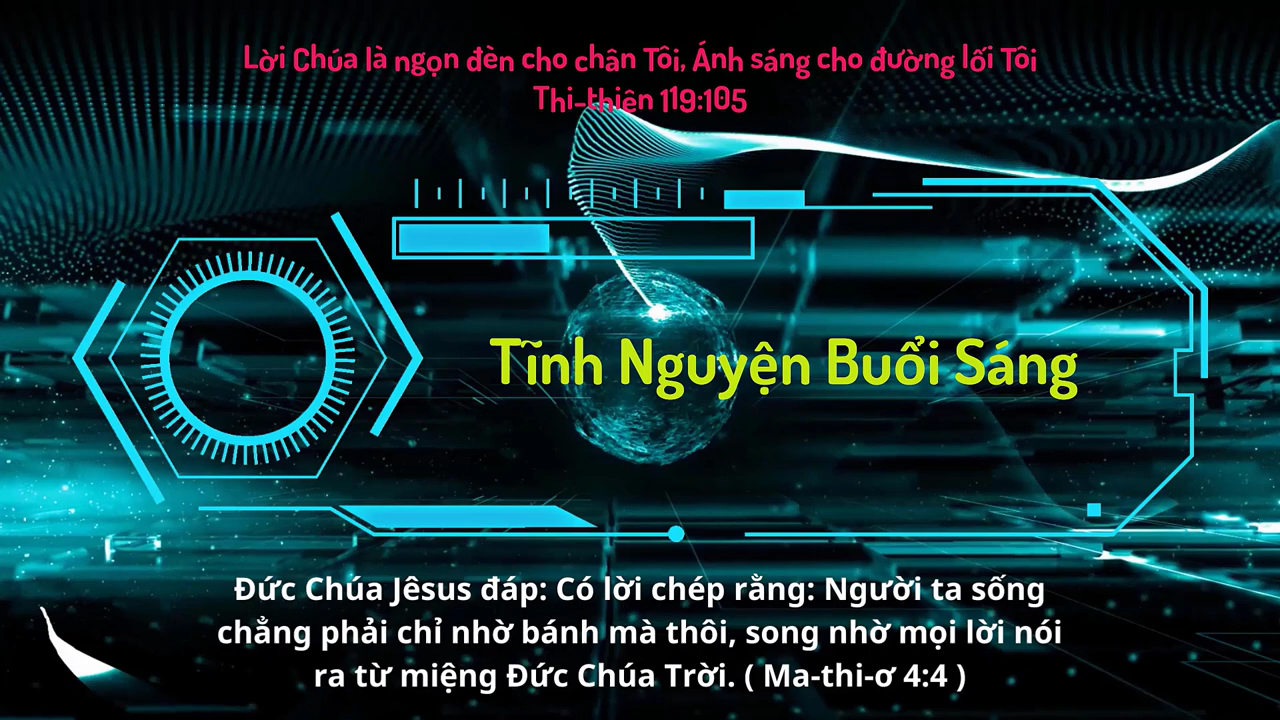 Lời Chúa là ngọn đèn cho chân Tôi, Ánh sáng cho đường lối Tôi
Thi-thiên 119:105
Tĩnh Nguyện Buổi Sáng
Đức Chúa Jêsus đáp: Có lời chép rằng: Người ta sống
chẳng phải chỉ nhờ bánh mà thôi, song nhờ mọi lời nói
ra từ miệng Đức Chúa Trời. ( Ma-thi-ơ 4:4 )